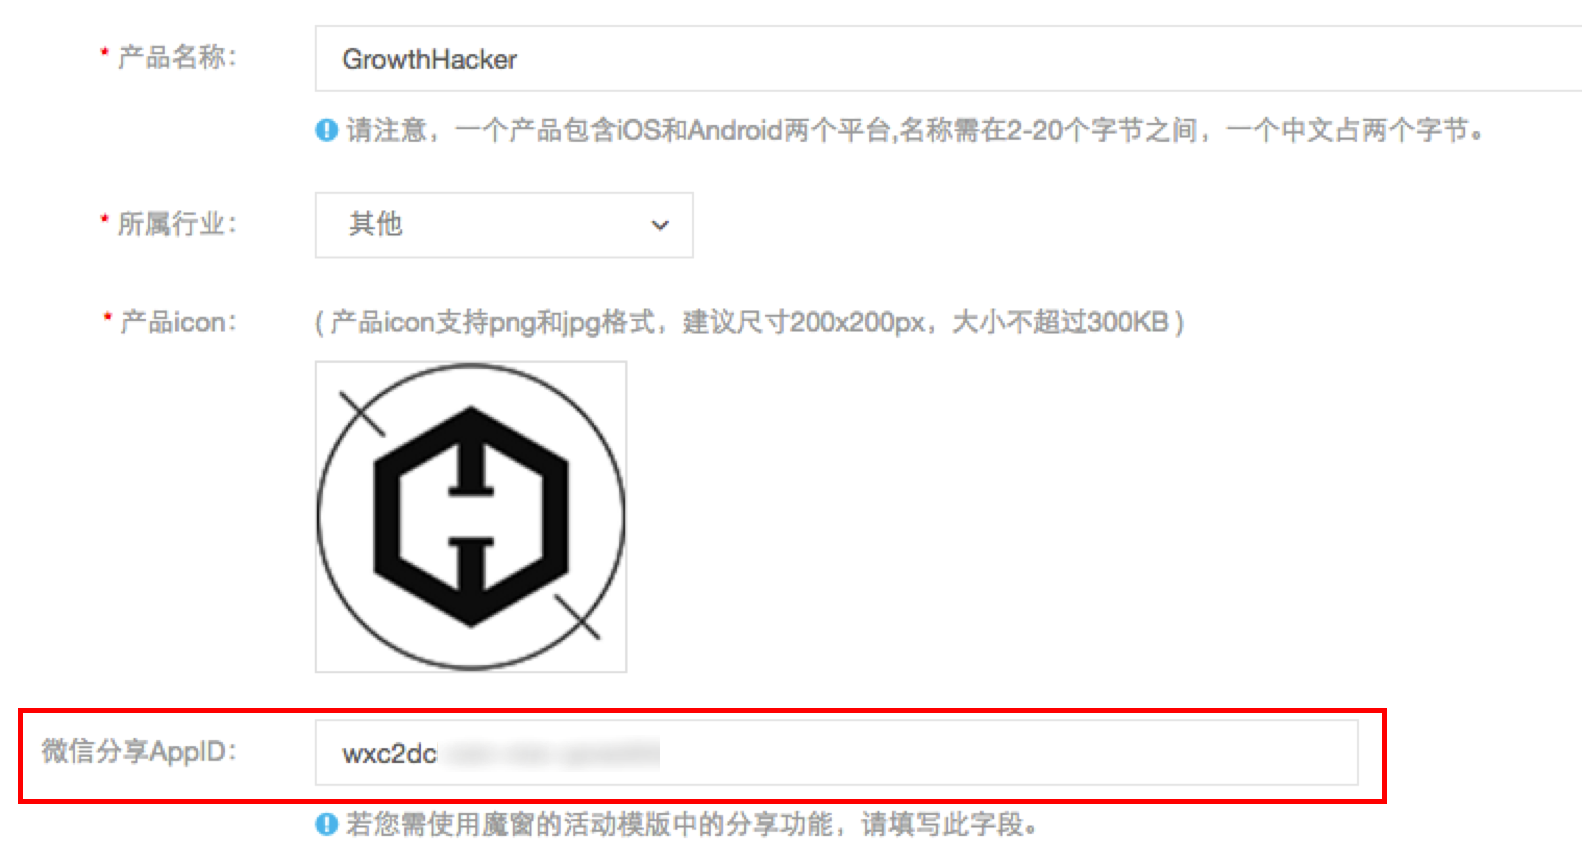 * 产品名称：
GrowthHacker
请注意，一个产品包含iOS和Android两个平台,名称需在2-20个字节之间，一个中文占两个字节。
* 所属行业：
其他
* 产品icon：
( 产品icon支持png和jpg格式，建议尺寸200x200px，大小不超过300KB )
微信分享AppID：
wxc2dc
若您需使用魔窗的活动模版中的分享功能，请填写此字段。